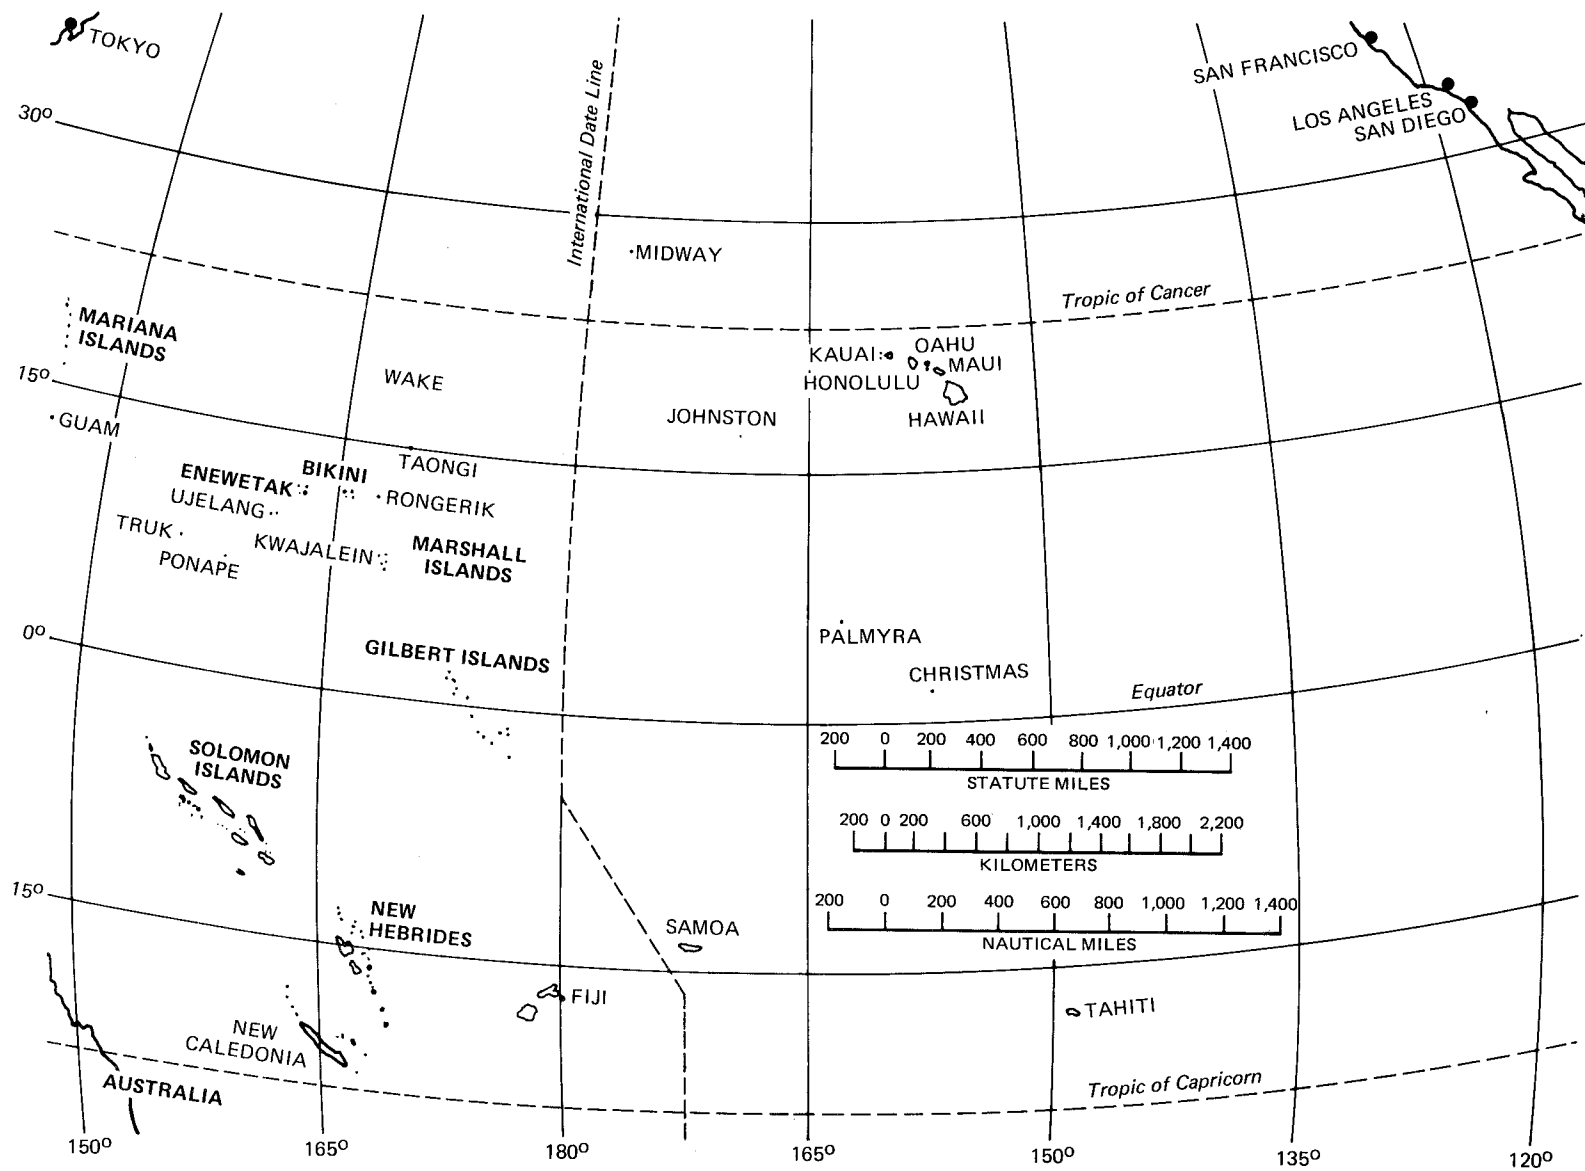 TOKYO
SAN FRANCISCO
LOS ANGELES
SAN DIEGO
30°
International Date Line
MIDWAY
Tropic of Cancer
MARIANA
ISLANDS
KAUAI
OAHU
MAUI
HONOLULU
HAWAII
15°
WAKE
JOHNSTON
GUAM
TAONGI
BIKINI
ENEWETAK
RONGERIK
UJELANG
TRUK
KWAJALEIN
MARSHALL
ISLANDS
PONAPE
0°
PALMYRA
GILBERT ISLANDS
CHRISTMAS
Equator
SOLOMON
ISLANDS
200 0 200 400 600 800 1,000 1,200 1,400
STATUTE MILES
200 0 200 600 1,000 1,400 1,800 2,200
KILOMETERS
15°
200 0 200 400 600 800 1,000 1,200 1,400
NAUTICAL MILES
NEW
HEBRIDES
SAMOA
FIJI
TAHITI
NEW
CALEDONIA
AUSTRALIA
Tropic of Capricorn
150° 165° 180° 165° 150° 135° 120°